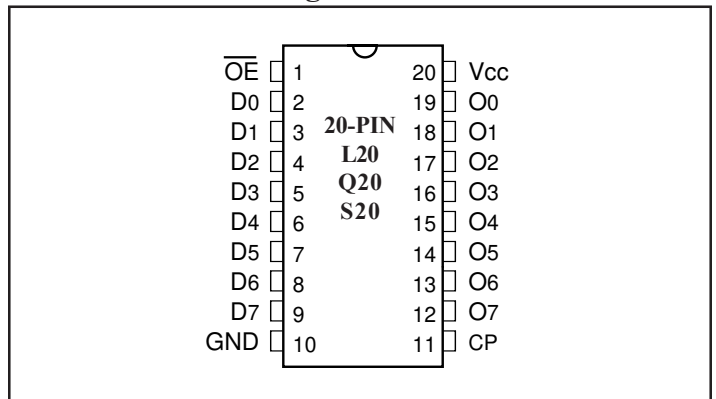 O̅E̅ 1 20 Vcc
D0 2 19 O0
D1 3 20-PIN 18 O1
D2 4 L20 17 O2
D3 5 Q20 16 O3
D4 6 S20 15 O4
D5 7 14 O5
D6 8 13 O6
D7 9 12 O7
GND 10 11 CP